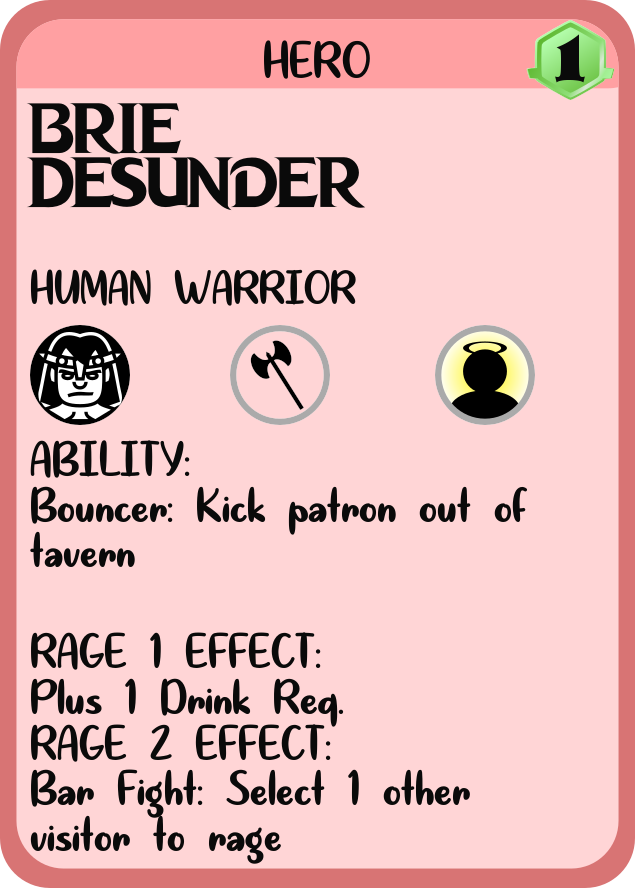 HERO
1
BRIE
DESUNDER
HUMAN WARRIOR
ABILITY:
Bouncer: Kick patron out of
tavern
RAGE 1 EFFECT:
Plus 1 Drink Req.
RAGE 2 EFFECT:
Bar Fight: Select 1 other
visitor to rage